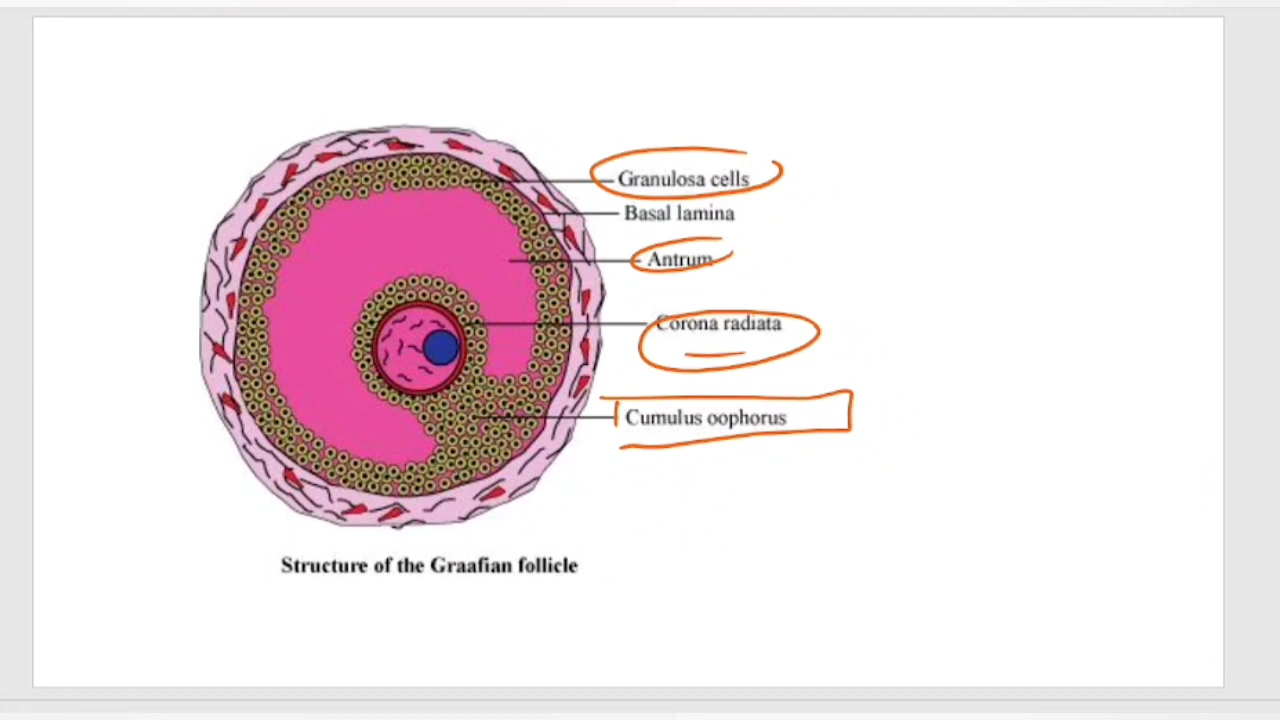 Granulosa cells
Basal lamina
Antrum
Corona radiata
Cumulus oophorus
Structure of the Graafian follicle